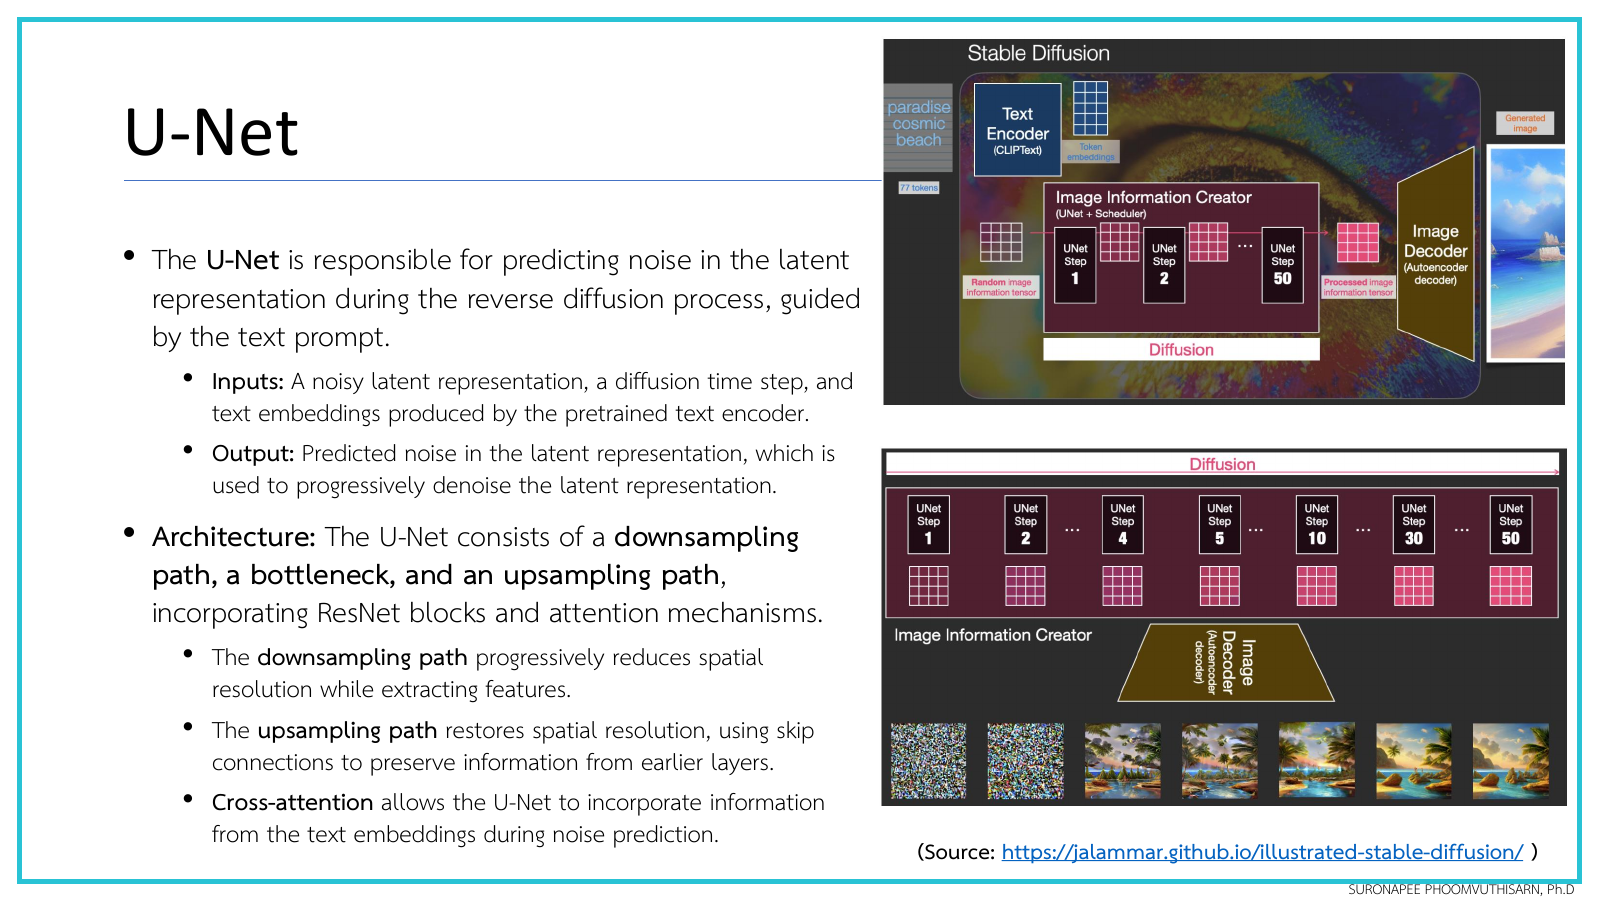 U-Net
• The U-Net is responsible for predicting noise in the latent
representation during the reverse diffusion process, guided
by the text prompt.
• Inputs: A noisy latent representation, a diffusion time step, and
text embeddings produced by the pretrained text encoder.
• Output: Predicted noise in the latent representation, which is
used to progressively denoise the latent representation.
• Architecture: The U-Net consists of a downsampling
path, a bottleneck, and an upsampling path,
incorporating ResNet blocks and attention mechanisms.
• The downsampling path progressively reduces spatial
resolution while extracting features.
• The upsampling path restores spatial resolution, using skip
connections to preserve information from earlier layers.
• Cross-attention allows the U-Net to incorporate information
from the text embeddings during noise prediction.
Stable Diffusion
paradise
cosmic
beach
77 tokens
Text
Encoder
(CLIPText)
Token
embeddings
Image Information Creator
(UNet + Scheduler)
UNet
Step
1
UNet
Step
2
...
UNet
Step
50
Random image
information tensor
Processed image
information tensor
Diffusion
Image
Decoder
(Autoencoder
decoder)
Generated
image
Diffusion
UNet
Step
1
UNet
Step
2
...
UNet
Step
4
UNet
Step
5
...
UNet
Step
10
...
UNet
Step
30
...
UNet
Step
50
Image Information Creator
Image
Decoder
(Autoencoder
decoder)
(Source: https://jalammar.github.io/illustrated-stable-diffusion/ )
SURONAPEE PHOOMVUTHISARN, Ph.D